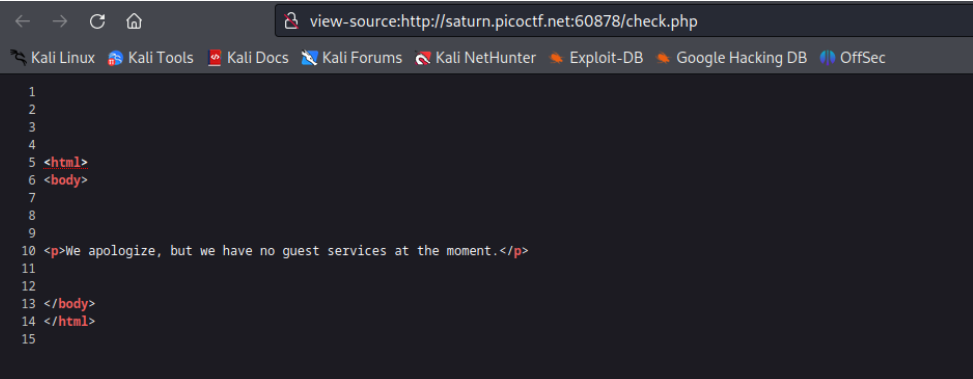 view-source:http://saturn.picoctf.net:60878/check.php
Kali Linux Kali Tools Kali Docs Kali Forums Kali NetHunter Exploit-DB Google Hacking DB OffSec
1
2
3
4
5 <html>
6 <body>
7
8
9
10 <p>We apologize, but we have no guest services at the moment.</p>
11
12
13 </body>
14 </html>
15